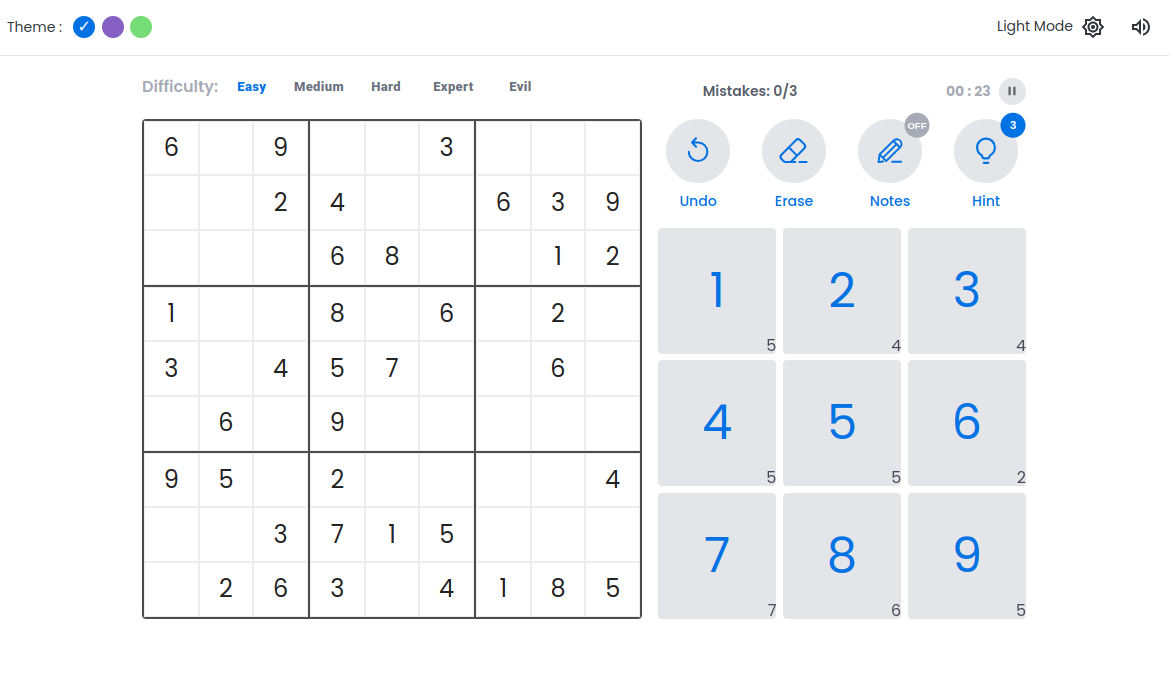 Theme :
Light Mode
Difficulty: Easy Medium Hard Expert Evil
Mistakes: 0/3
00 : 23
6 9 3
2 4 6 3 9
6 8 1 2
1 8 6 2
3 4 5 7 6
6 9
9 5 2 4
3 7 1 5
2 6 3 4 1 8 5
OFF
3
Undo Erase Notes Hint
1 5 2 4 3 4
4 5 5 5 6 2
7 7 8 6 9 5